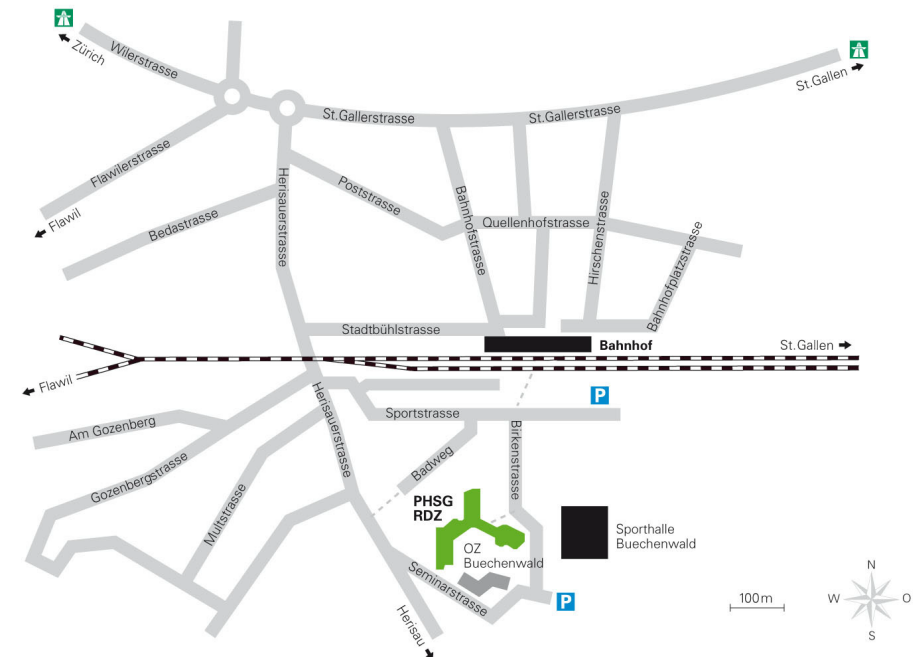 Zürich
Wilerstrasse
St.Gallen
St.Gallerstrasse
St.Gallerstrasse
Flawilerstrasse
Flawil
Bedastrasse
Herisauerstrasse
Poststrasse
Bahnhofstrasse
Quellenhofstrasse
Hirschenstrasse
Bahnhofplatzstrasse
Stadtbühlstrasse
Bahnhof
St.Gallen
Flawil
P
Am Gozenberg
Gozenbergstrasse
Multstrasse
Herisauerstrasse
Sportstrasse
Badweg
Birkenstrasse
PHSG
RDZ
OZ
Buechenwald
Sporthalle
Buechenwald
Seminarstrasse
Herisau
P
100m
N
W
O
S